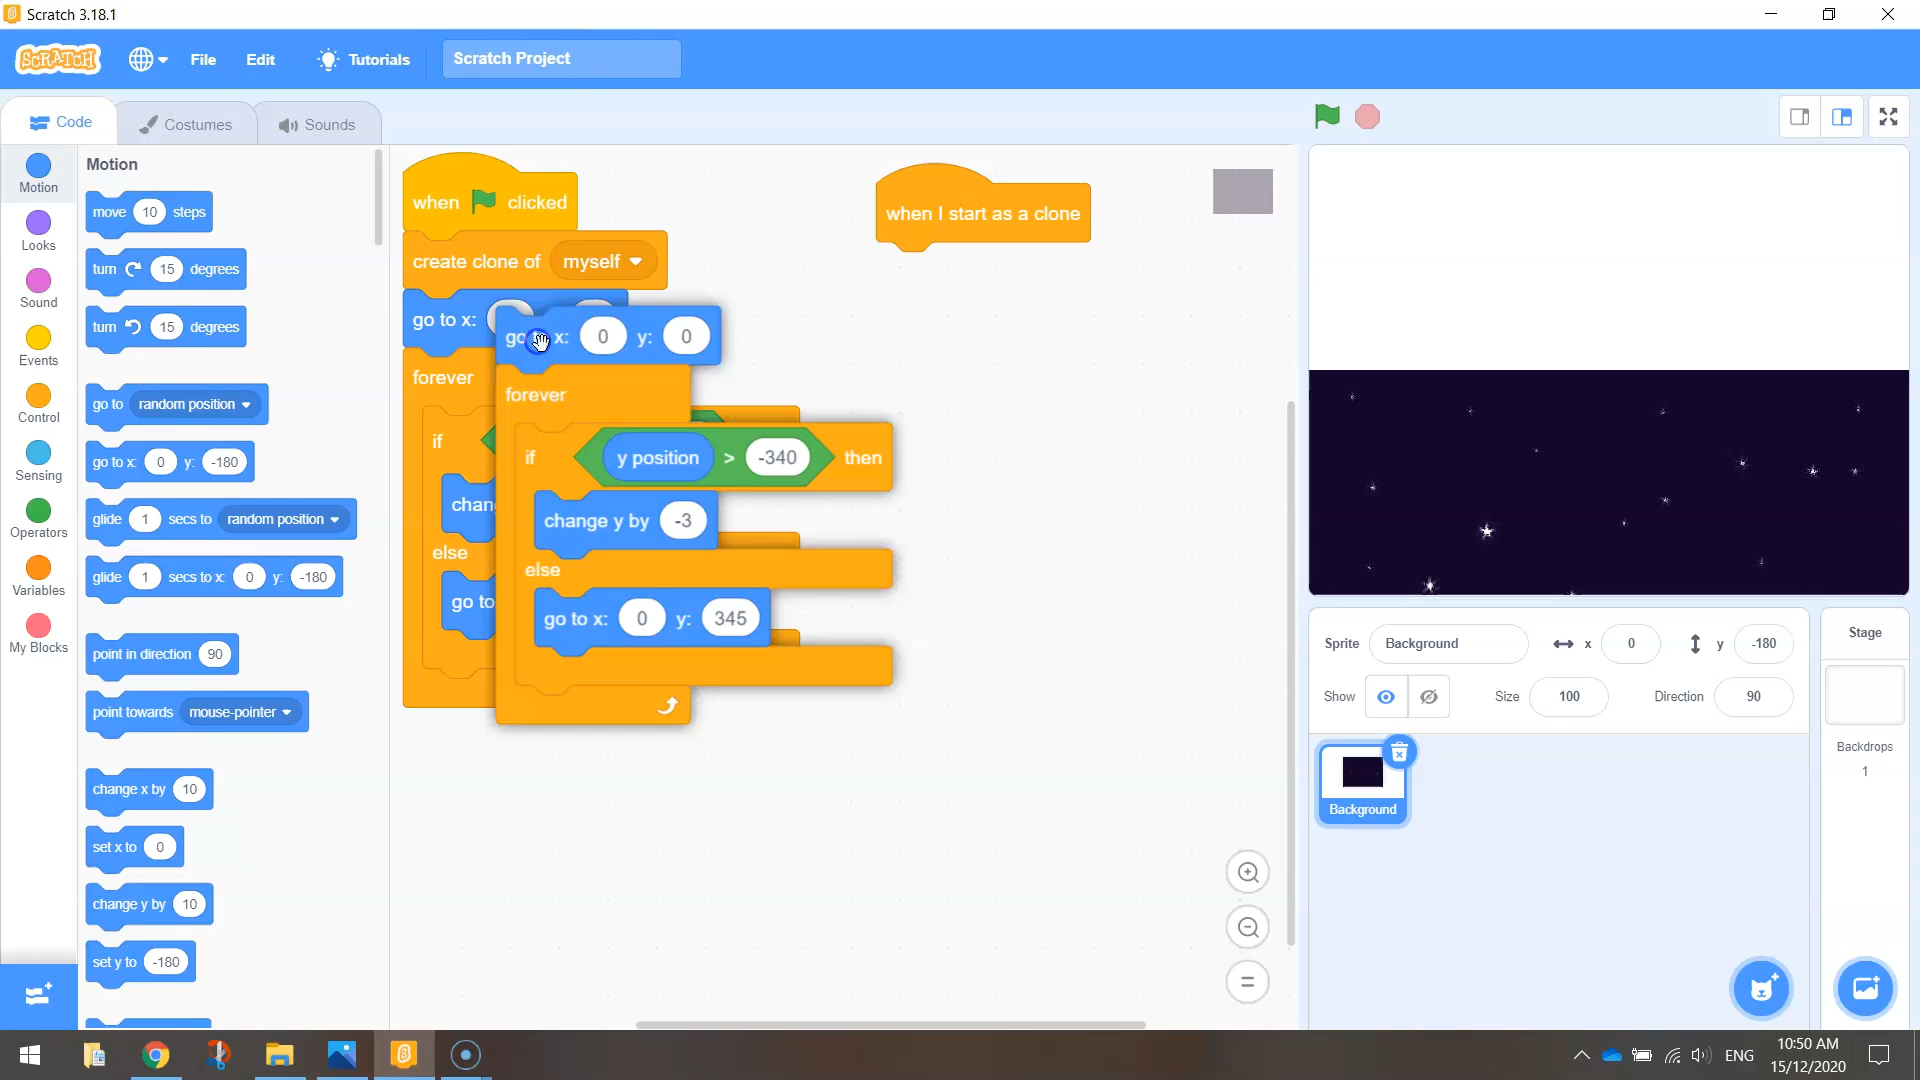 Scratch 3.18.1
SCRATCH
File
Edit
Tutorials
Scratch Project
Code
Costumes
Sounds
Motion
Looks
Sound
Events
Control
Sensing
Operators
Variables
My Blocks
Motion
move 10 steps
turn 15 degrees
turn 15 degrees
go to random position
go to x: 0 y: -180
glide 1 secs to random position
glide 1 secs to x: 0 y: -180
point in direction 90
point towards mouse-pointer
change x by 10
set x to 0
change y by 10
set y to -180
when clicked
create clone of myself
go to x:
forever
if
else
go to
go x: 0 y: 0
forever
if y position > -340 then
change y by -3
else
go to x: 0 y: 345
when I start as a clone
Sprite Background x 0 y -180
Show Size 100 Direction 90
Background
Stage
Backdrops
1
ENG
10:50 AM
15/12/2020